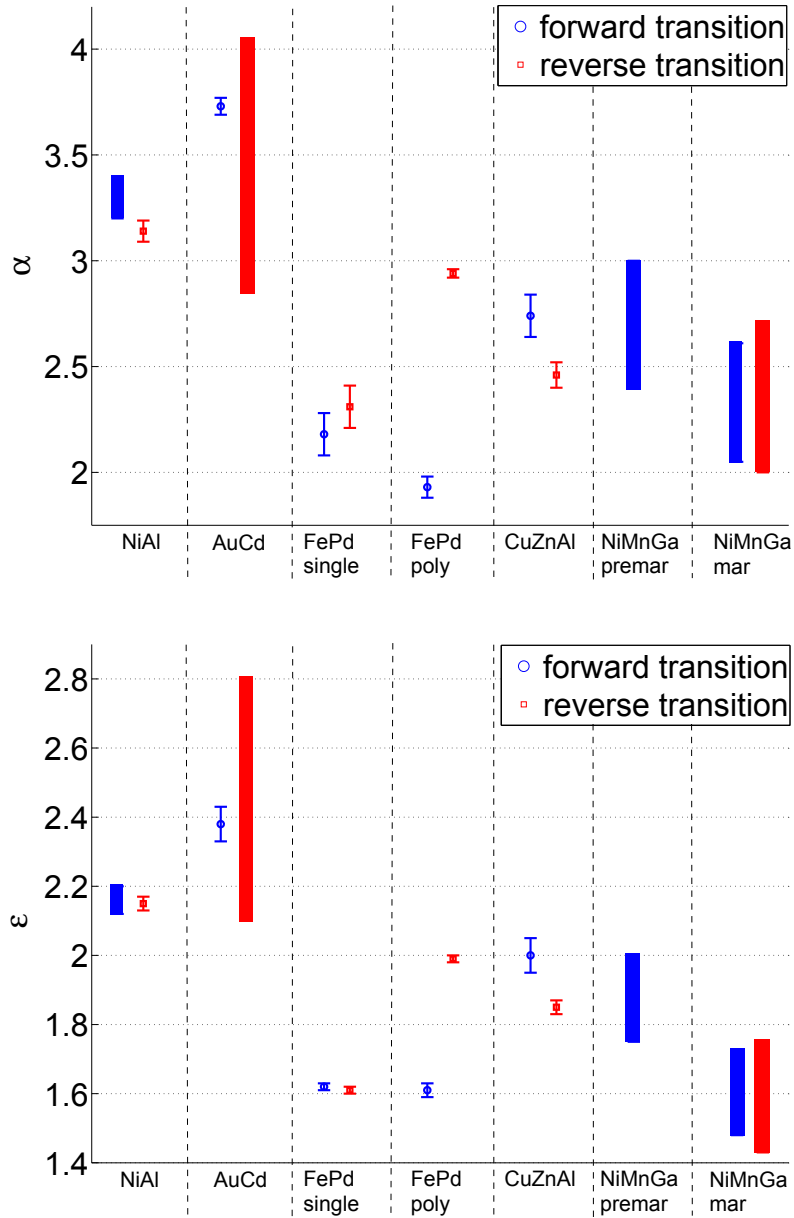 forward transition
reverse transition
4
3.5
3
2.5
2
α
NiAl
AuCd
FePd
single
FePd
poly
CuZnAl
NiMnGa
premar
NiMnGa
mar
forward transition
reverse transition
2.8
2.6
2.4
2.2
2
1.8
1.6
1.4
ε
NiAl
AuCd
FePd
single
FePd
poly
CuZnAl
NiMnGa
premar
NiMnGa
mar